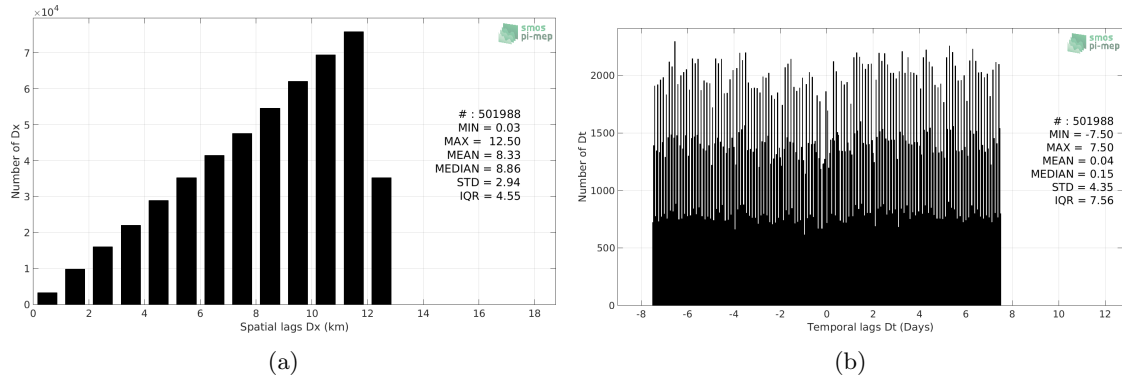 ×10⁴
smos
pi-mep
Number of Dx
0
1
2
3
4
5
6
7
# : 501988
MIN = 0.03
MAX = 12.50
MEAN = 8.33
MEDIAN = 8.86
STD = 2.94
IQR = 4.55
0 2 4 6 8 10 12 14 16 18
Spatial lags Dx (km)
(a)
smos
pi-mep
Number of Dt
2000
1500
1000
500
0
# : 501988
MIN = -7.50
MAX = 7.50
MEAN = 0.04
MEDIAN = 0.15
STD = 4.35
IQR = 7.56
-8 -6 -4 -2 0 2 4 6 8 10 12
Temporal lags Dt (Days)
(b)